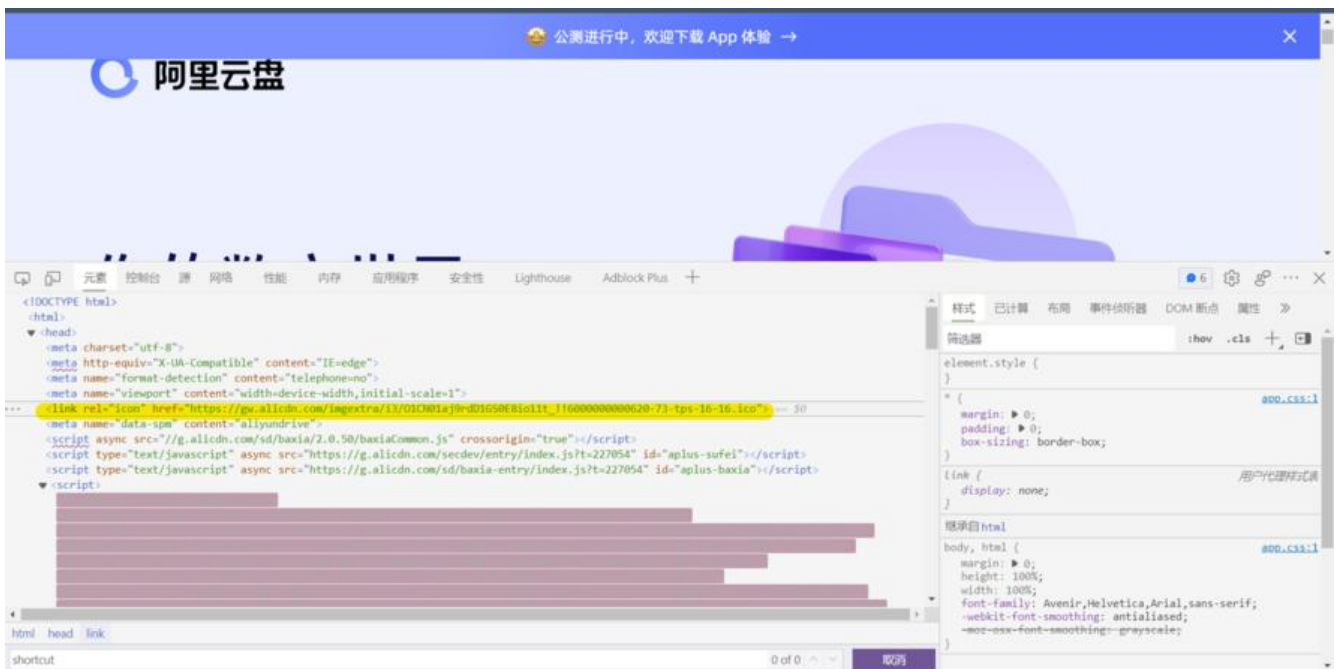 公测进行中，欢迎下载 App 体验 →
阿里云盘
元素 控制台 源 网络 性能 内存 应用程序 安全性 Lighthouse Adblock Plus
6
<!DOCTYPE html>
<html>
<head>
<meta charset="utf-8">
<meta http-equiv="X-UA-Compatible" content="IE=edge">
<meta name="format-detection" content="telephone=no">
<meta name="viewport" content="width=device-width,initial-scale=1">
<link rel="icon" href="https://gw.alicdn.com/imgextra/i3/O1CN01aj9rdD1GS0E8io11t_!!6000000000620-73-tps-16-16.ico"> == $0
<meta name="data-spm" content="aliyundrive">
<script async src="//g.alicdn.com/sd/baxia/2.0.50/baxiaCommon.js" crossorigin="true"></script>
<script type="text/javascript" async src="https://g.alicdn.com/secdev/entry/index.js?t=227054" id="aplus-sufei"></script>
<script type="text/javascript" async src="https://g.alicdn.com/sd/baxia-entry/index.js?t=227054" id="aplus-baxia"></script>
<script>
html head link
shortcut 0 of 0 取消
样式 已计算 布局 事件侦听器 DOM 断点 属性
筛选器 :hov .cls
element.style {
}
* { app.css:1
margin: 0;
padding: 0;
box-sizing: border-box;
}
link { 用户代理样式表
display: none;
}
继承自 html
body, html { app.css:1
margin: 0;
height: 100%;
width: 100%;
font-family: Avenir,Helvetica,Arial,sans-serif;
-webkit-font-smoothing: antialiased;
-moz-osx-font-smoothing: grayscale;
}